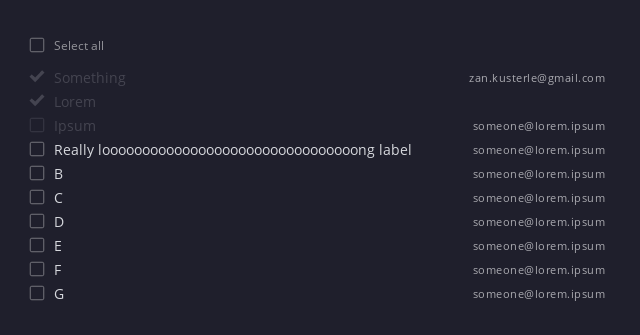 Select all
Something zan.kusterle@gmail.com
Lorem
Ipsum someone@lorem.ipsum
Really looooooooooooooooooooooooooooooooong label someone@lorem.ipsum
B someone@lorem.ipsum
C someone@lorem.ipsum
D someone@lorem.ipsum
E someone@lorem.ipsum
F someone@lorem.ipsum
G someone@lorem.ipsum